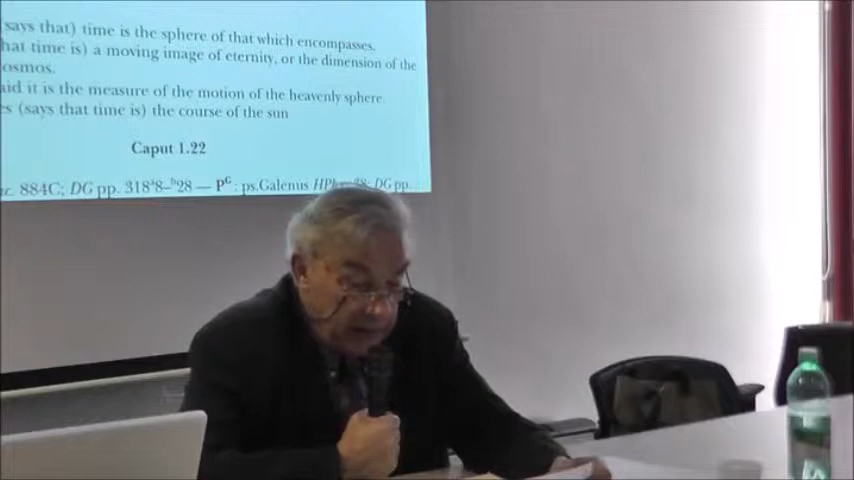 (says that) time is the sphere of that which encompasses.
hat time is) a moving image of eternity, or the dimension of the
osmos.
aid it is the measure of the motion of the heavenly sphere.
es (says that time is) the course of the sun
Caput 1.22
c. 884C; DG pp. 318ᵃ8–ᵇ28 — Pᴳ: ps.Galenus DG pp.